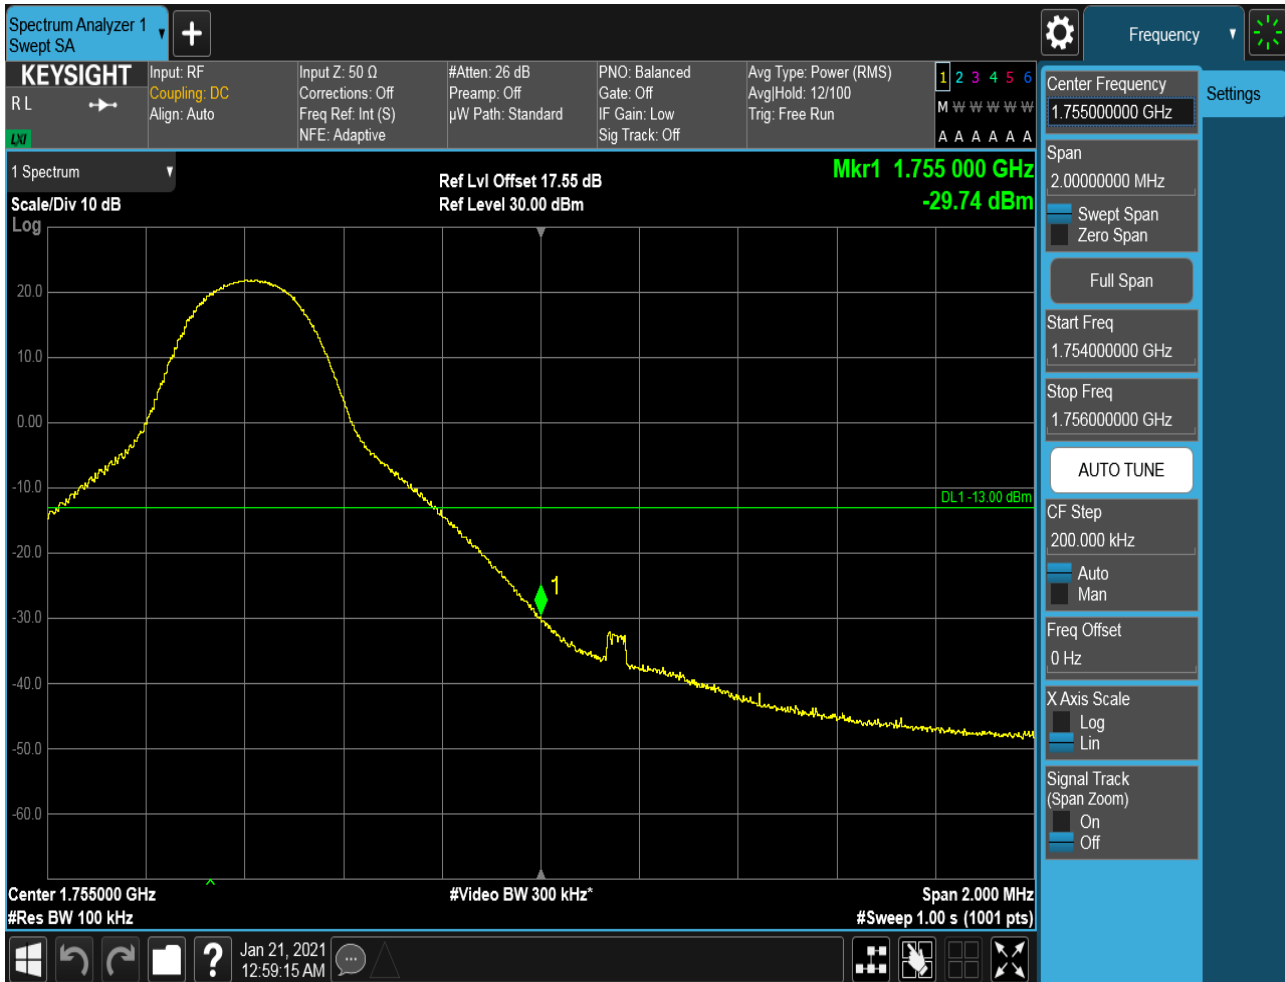 Spectrum Analyzer 1
Swept SA
Frequency
KEYSIGHT
R L
LXI
Input: RF
Coupling: DC
Align: Auto
Input Z: 50 Ω
Corrections: Off
Freq Ref: Int (S)
NFE: Adaptive
#Atten: 26 dB
Preamp: Off
µW Path: Standard
PNO: Balanced
Gate: Off
IF Gain: Low
Sig Track: Off
Avg Type: Power (RMS)
Avg|Hold: 12/100
Trig: Free Run
1 2 3 4 5 6
M W W W W W
A A A A A A
1 Spectrum
Scale/Div 10 dB
Log
Ref Lvl Offset 17.55 dB
Ref Level 30.00 dBm
Mkr1 1.755 000 GHz
-29.74 dBm
20.0
10.0
0.00
-10.0
-20.0
-30.0
-40.0
-50.0
-60.0
DL1 -13.00 dBm
1
Center 1.755000 GHz
#Res BW 100 kHz
#Video BW 300 kHz*
Span 2.000 MHz
#Sweep 1.00 s (1001 pts)
Jan 21, 2021
12:59:15 AM
?
Center Frequency
1.755000000 GHz
Settings
Span
2.00000000 MHz
Swept Span
Zero Span
Full Span
Start Freq
1.754000000 GHz
Stop Freq
1.756000000 GHz
AUTO TUNE
CF Step
200.000 kHz
Auto
Man
Freq Offset
0 Hz
X Axis Scale
Log
Lin
Signal Track
(Span Zoom)
On
Off